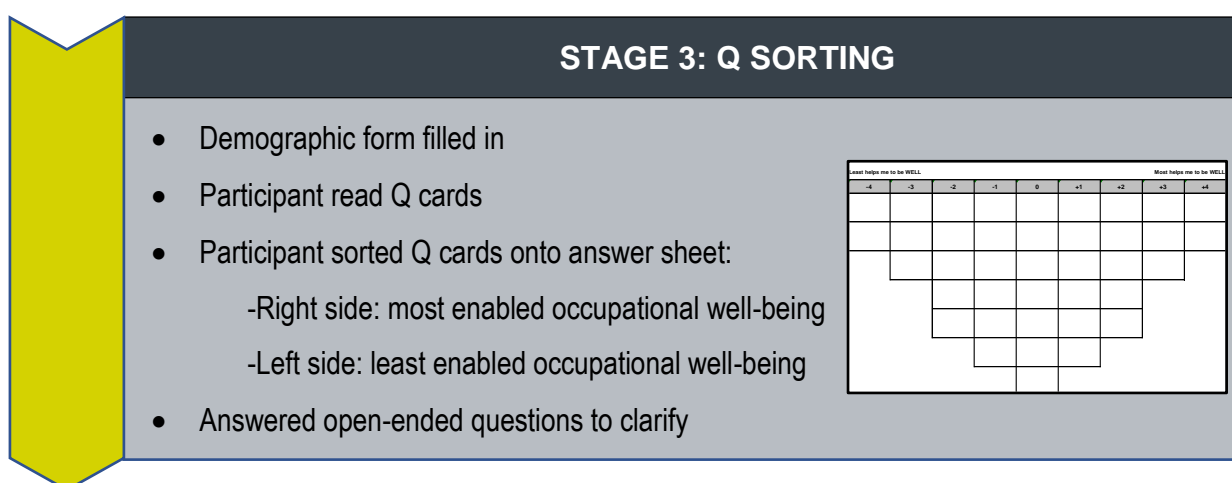 STAGE 3: Q SORTING
• Demographic form filled in
• Participant read Q cards
• Participant sorted Q cards onto answer sheet:
-Right side: most enabled occupational well-being
-Left side: least enabled occupational well-being
• Answered open-ended questions to clarify
Least helps me to be WELL Most helps me to be WELL
-4 -3 -2 -1 0 +1 +2 +3 +4